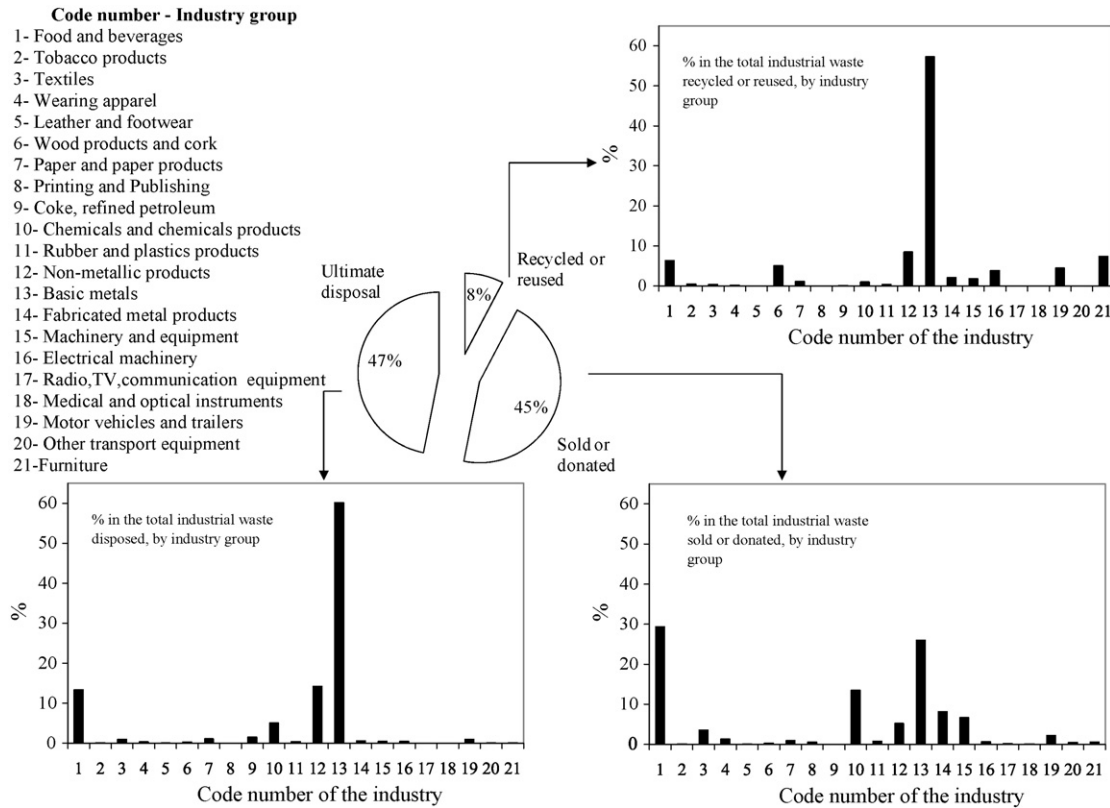 Code number - Industry group
1- Food and beverages
2- Tobacco products
3- Textiles
4- Wearing apparel
5- Leather and footwear
6- Wood products and cork
7- Paper and paper products
8- Printing and Publishing
9- Coke, refined petroleum
10- Chemicals and chemicals products
11- Rubber and plastics products
12- Non-metallic products
13- Basic metals
14- Fabricated metal products
15- Machinery and equipment
16- Electrical machinery
17- Radio,TV,communication equipment
18- Medical and optical instruments
19- Motor vehicles and trailers
20- Other transport equipment
21-Furniture
Ultimate
disposal
47%
8%
Recycled or
reused
45%
Sold or
donated
% in the total industrial waste
recycled or reused, by industry
group
%
60
50
40
30
20
10
0
1 2 3 4 5 6 7 8 9 10 11 12 13 14 15 16 17 18 19 20 21
Code number of the industry
% in the total industrial waste
disposed, by industry group
%
60
50
40
30
20
10
0
1 2 3 4 5 6 7 8 9 10 11 12 13 14 15 16 17 18 19 20 21
Code number of the industry
% in the total industrial waste
sold or donated, by industry
group
%
60
50
40
30
20
10
0
1 2 3 4 5 6 7 8 9 10 11 12 13 14 15 16 17 18 19 20 21
Code number of the industry